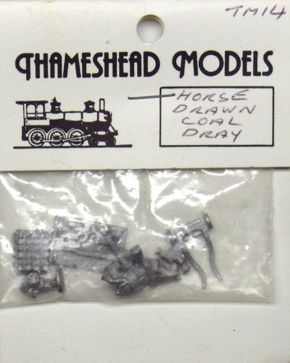 TM14
THAMESHEAD MODELS
HORSE
DRAWN
COAL
DRAY